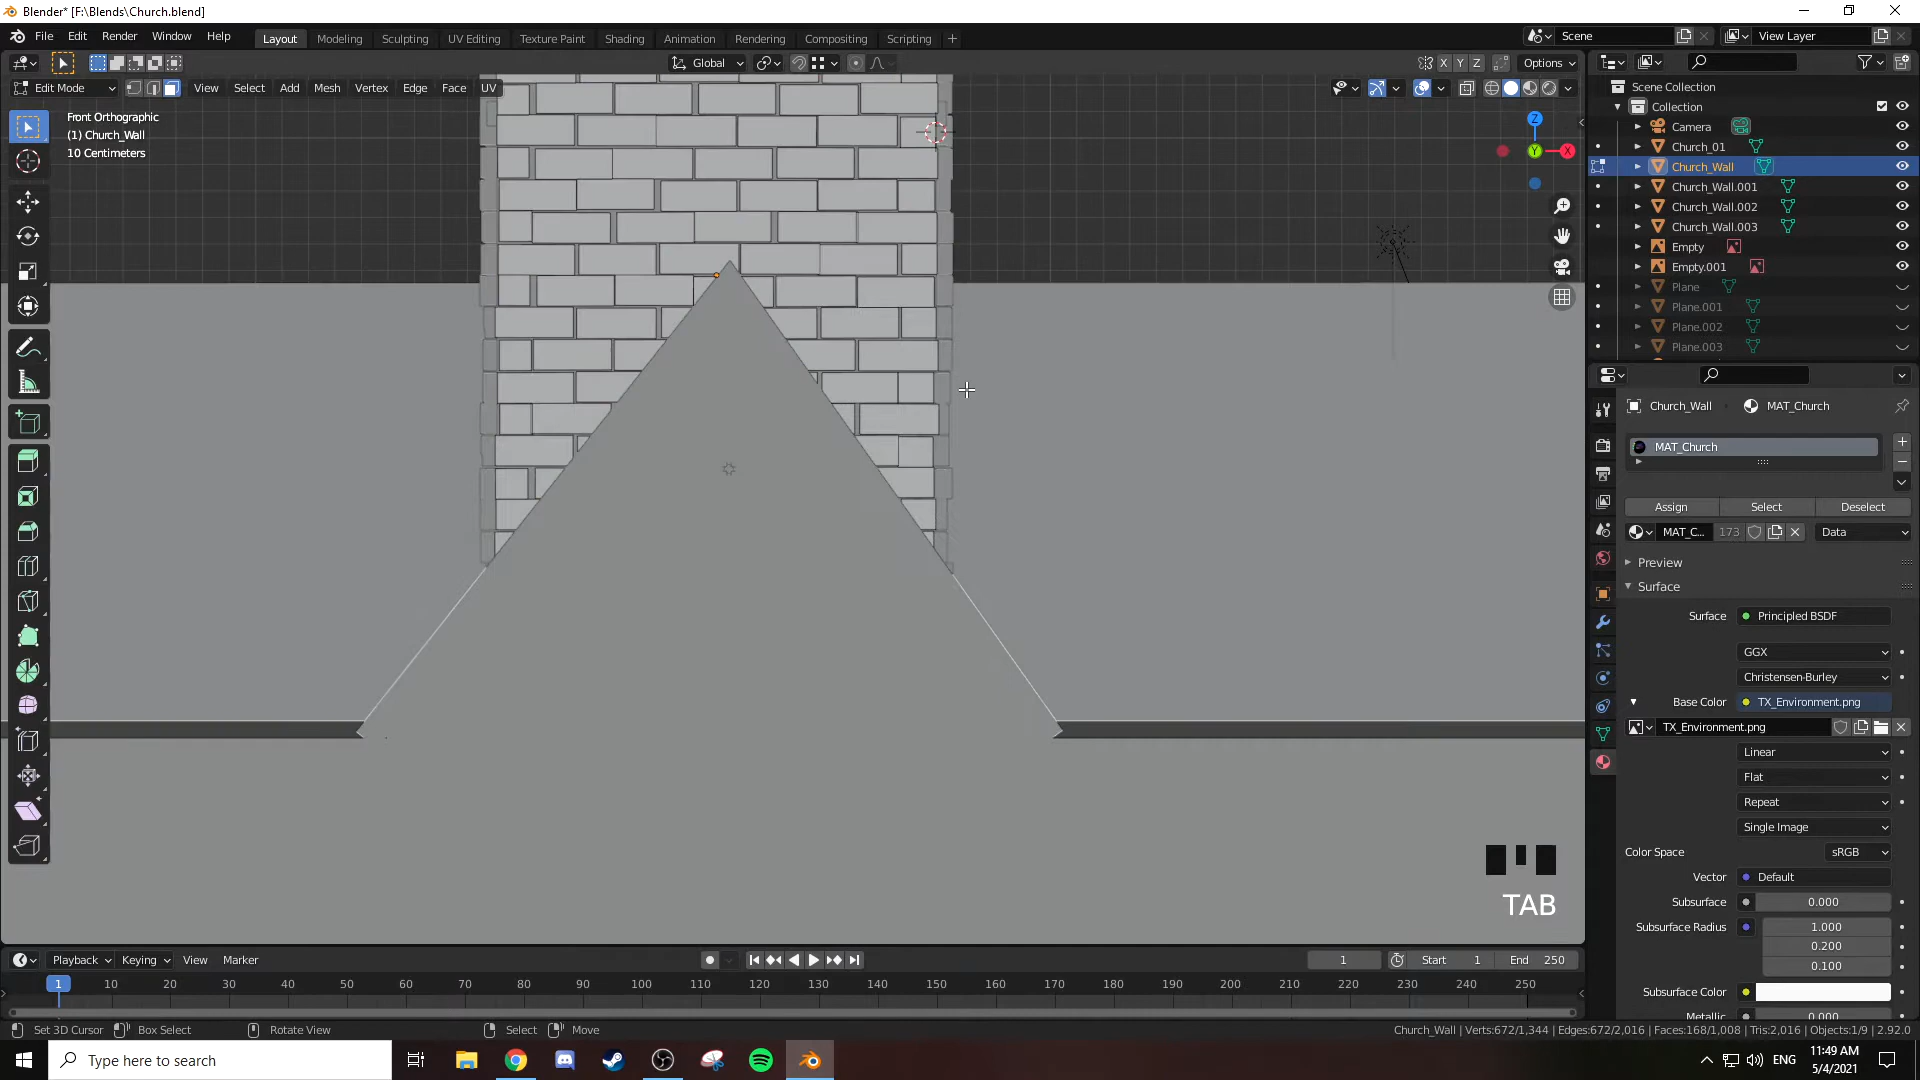 Blender* [F:\Blends\Church.blend]
File Edit Render Window Help
Layout Modeling Sculpting UV Editing Texture Paint Shading Animation Rendering Compositing Scripting +
Scene
View Layer
Global
Options
Edit Mode View Select Add Mesh Vertex Edge Face UV
X Y Z
Front Orthographic
(1) Church_Wall
10 Centimeters
Z
Y
X
Scene Collection
Collection
Camera
Church_01
Church_Wall
Church_Wall.001
Church_Wall.002
Church_Wall.003
Empty
Empty.001
Plane
Plane.001
Plane.002
Plane.003
Church_Wall MAT_Church
MAT_Church
Assign Select Deselect
MAT_C... 173 Data
Preview
Surface
Surface Principled BSDF
GGX
Christensen-Burley
Base Color TX_Environment.png
TX_Environment.png
Linear
Flat
Repeat
Single Image
Color Space sRGB
Vector Default
Subsurface 0.000
Subsurface Radius 1.000
0.200
0.100
Subsurface Color
Metallic 0.000
TAB
Playback Keying View Marker
1 Start 1 End 250
1 10 20 30 40 50 60 70 80 90 100 110 120 130 140 150 160 170 180 190 200 210 220 230 240 250
Set 3D Cursor Box Select Rotate View Select Move
Church_Wall | Verts:672/1,344 | Edges:672/2,016 | Faces:168/1,008 | Tris:2,016 | Objects:1/9 | 2.92.0
Type here to search
ENG
11:49 AM
5/4/2021